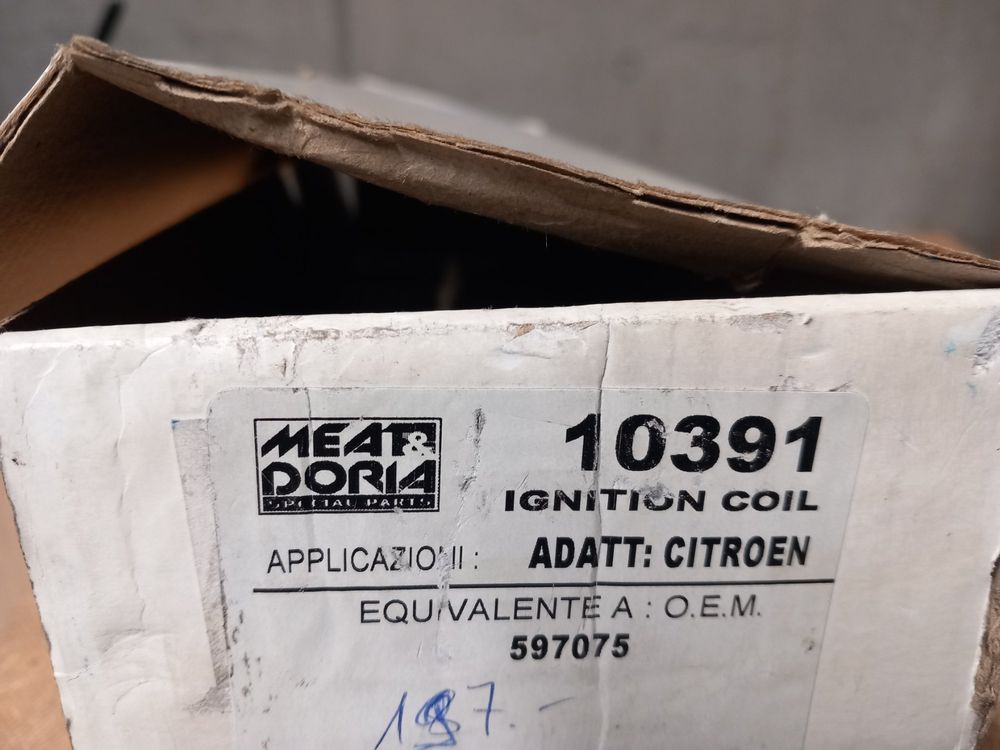 MEAT&
DORIA
SPECIAL PARTS
10391
IGNITION COIL
APPLICAZIONI : ADATT: CITROEN
EQUIVALENTE A : O.E.M.
597075